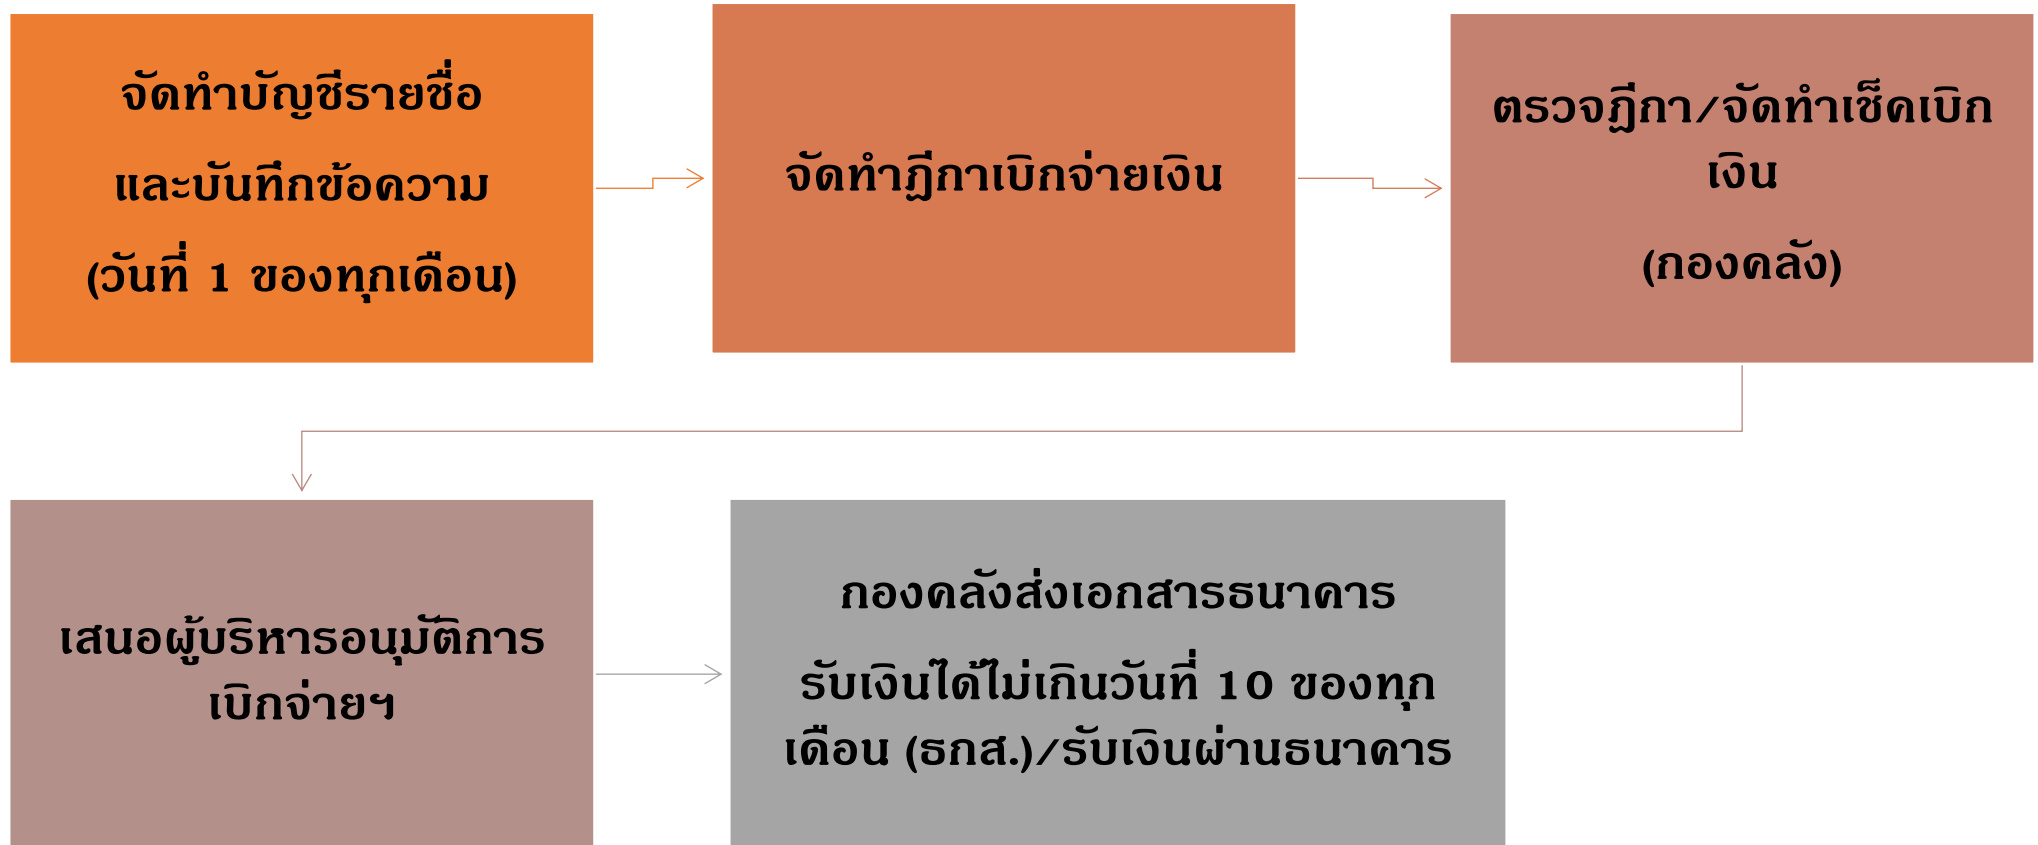 จัดทำบัญชีรายชื่อ
และบันทึกข้อความ
(วันที่ 1 ของทุกเดือน)
จัดทำฎีกาเบิกจ่ายเงิน
ตรวจฎีกา/จัดทำเช็คเบิก
เงิน
(กองคลัง)
เสนอผู้บริหารอนุมัติการ
เบิกจ่ายฯ
กองคลังส่งเอกสารธนาคาร
รับเงินได้ไม่เกินวันที่ 10 ของทุก
เดือน (ธกส.)/รับเงินผ่านธนาคาร